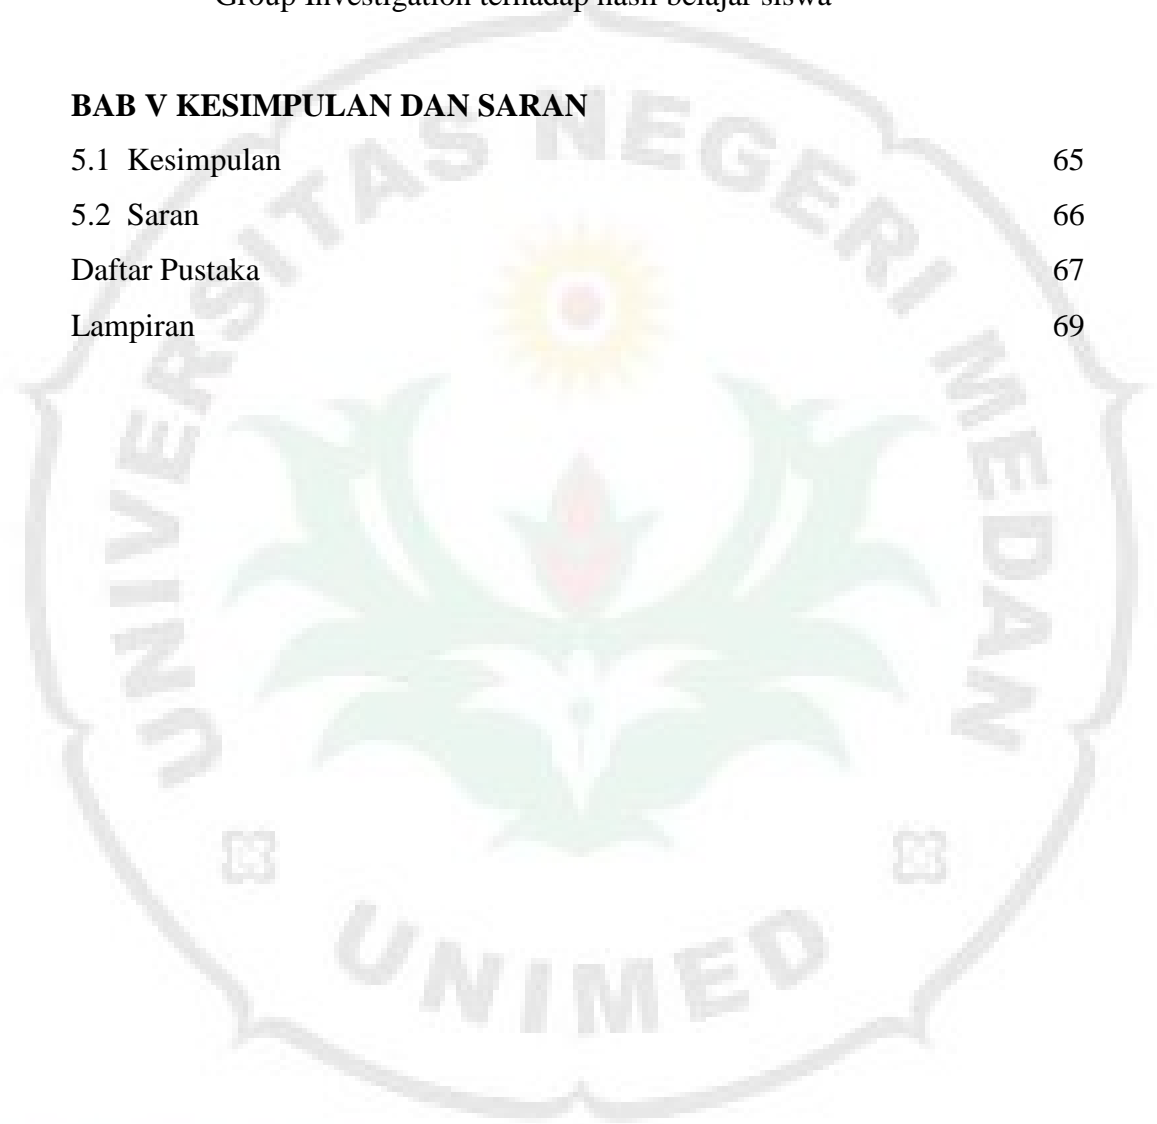 Group Investigation terhadap hasil belajar siswa
BAB V KESIMPULAN DAN SARAN
5.1 Kesimpulan 65
5.2 Saran 66
Daftar Pustaka 67
Lampiran 69
UNIVERSITAS NEGERI MEDAN
UNIMED